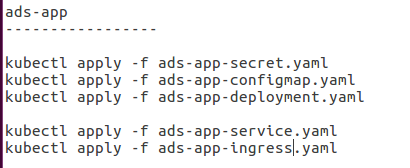 ads-app
-----------------
kubectl apply -f ads-app-secret.yaml
kubectl apply -f ads-app-configmap.yaml
kubectl apply -f ads-app-deployment.yaml
kubectl apply -f ads-app-service.yaml
kubectl apply -f ads-app-ingress.yaml